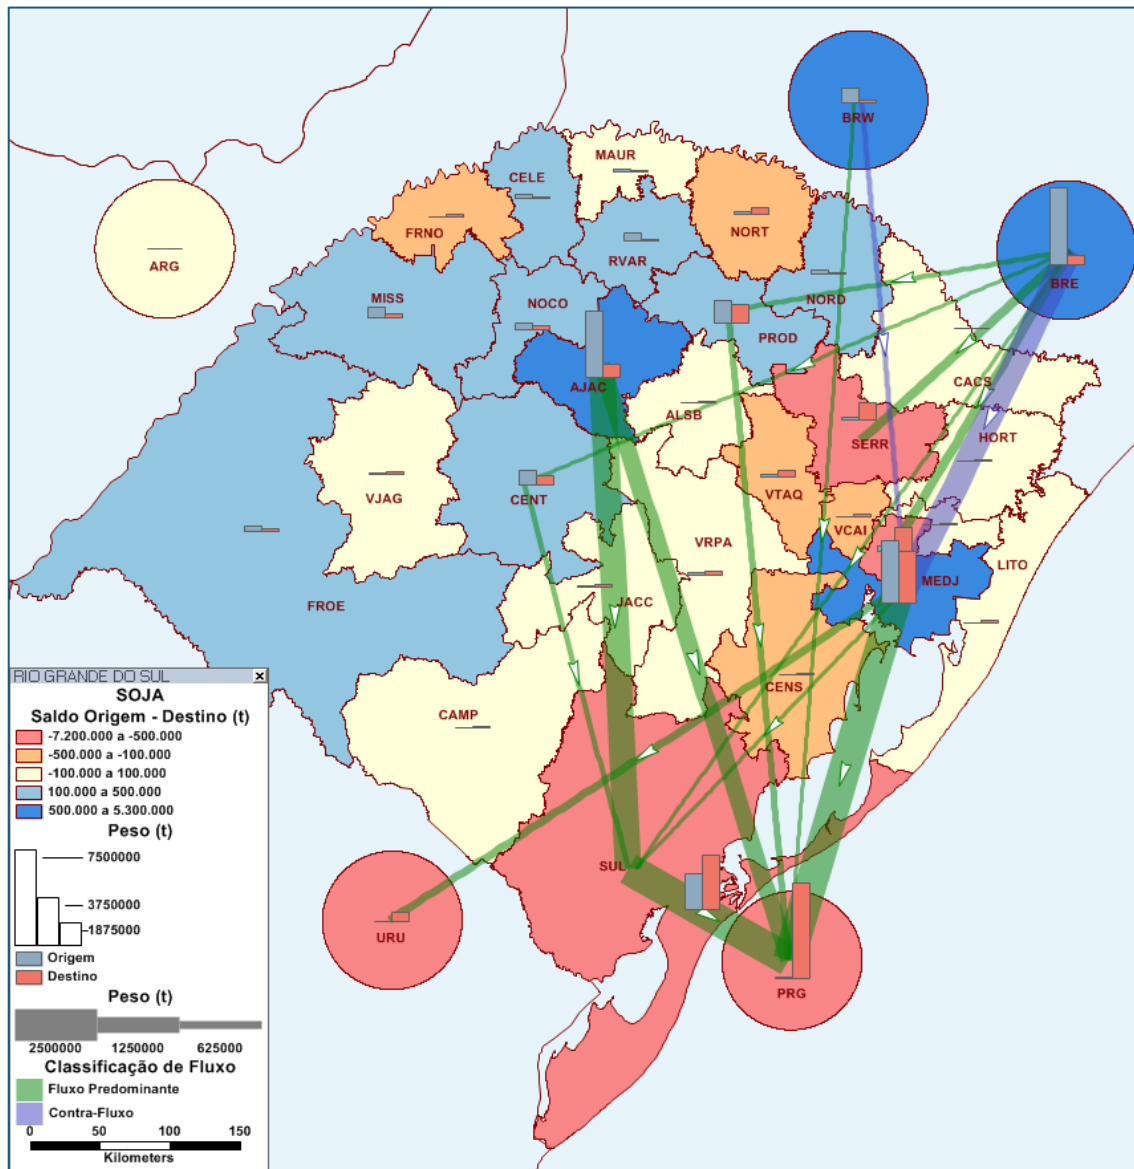 BRW
MAUR
CELE
FRNO
NORT
ARG
RVAR
BRE
MISS
NOCO
NORD
PROD
AJAC
CACS
ALSB
SERR
HORT
VJAG
CENT
VTAQ
VCAI
VRPA
MEDJ
LITO
FROE
JACC
CENS
CAMP
SUL
URU
PRG
RIO GRANDE DO SUL
SOJA
Saldo Origem - Destino (t)
-7.200.000 a -500.000
-500.000 a -100.000
-100.000 a 100.000
100.000 a 500.000
500.000 a 5.300.000
Peso (t)
7500000
3750000
1875000
Origem
Destino
Peso (t)
2500000 1250000 625000
Classificação de Fluxo
Fluxo Predominante
Contra-Fluxo
0 50 100 150
Kilometers